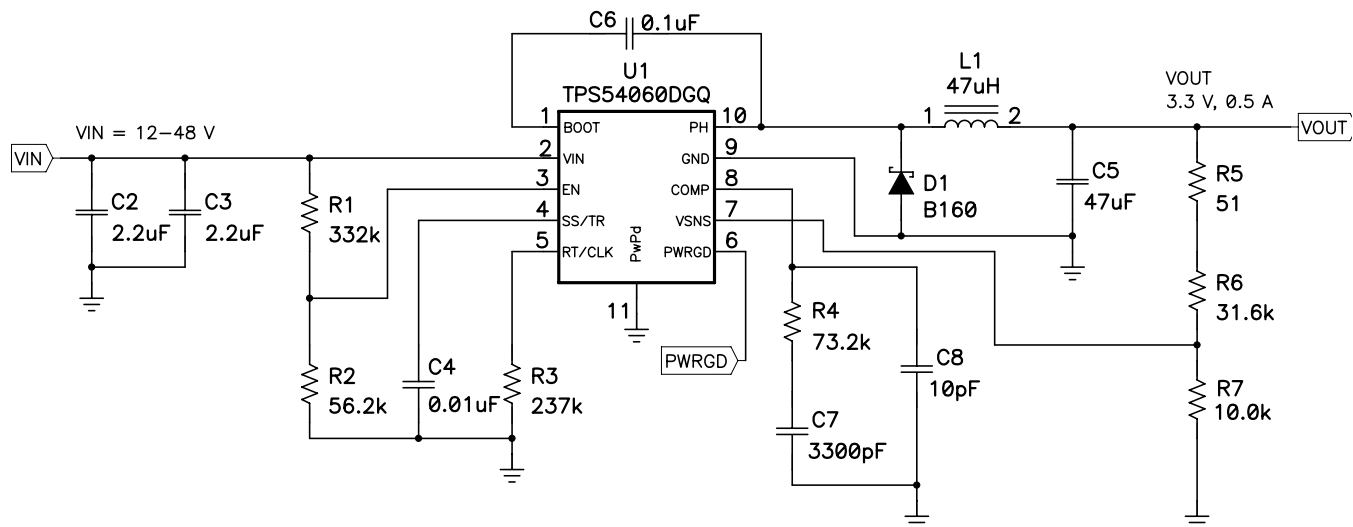 C6
0.1uF
U1
TPS54060DGQ
L1
47uH
VOUT
3.3 V, 0.5 A
VIN = 12-48 V
1
BOOT
PH
10
1
2
VOUT
VIN
2
VIN
GND
9
3
EN
COMP
8
4
SS/TR
VSNS
7
5
RT/CLK
PWRGD
6
PwPd
11
C2
2.2uF
C3
2.2uF
R1
332k
D1
B160
C5
47uF
R5
51
R6
31.6k
R2
56.2k
C4
0.01uF
R3
237k
PWRGD
R4
73.2k
C8
10pF
C7
3300pF
R7
10.0k